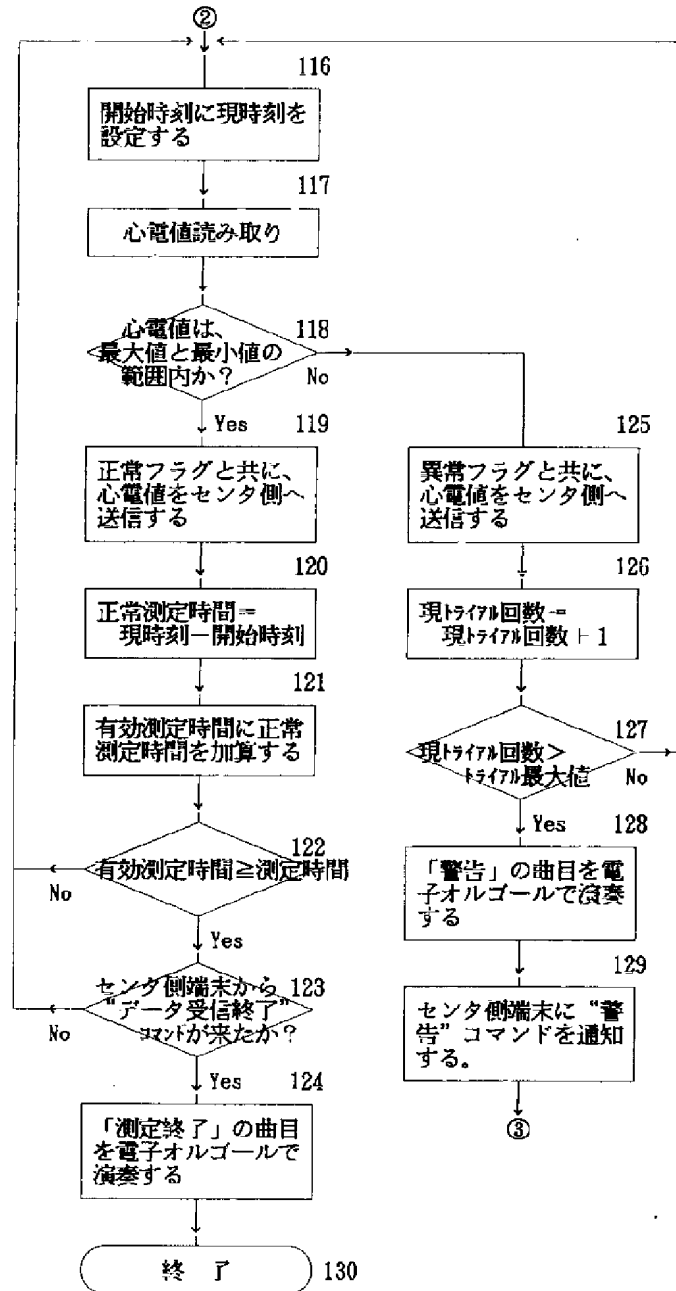 ②
116
開始時刻に現時刻を
設定する
117
心電値読み取り
118
心電値は、
最大値と最小値の
範囲内か?
No
Yes
119
正常フラグと共に、
心電値をセンタ側へ
送信する
120
正常測定時間=
現時刻-開始時刻
121
有効測定時間に正常
測定時間を加算する
122
有効測定時間≧測定時間
No
Yes
センタ側端末から
123
“データ受信終了”
コマンドが来たか?
No
Yes
124
「測定終了」の曲目
を電子オルゴールで
演奏する
終 了
130
125
異常フラグと共に、
心電値をセンタ側へ
送信する
126
現トライアル回数=
現トライアル回数+1
127
現トライアル回数>
トライアル最大値
No
Yes
128
「警告」の曲目を電
子オルゴールで演奏
する
129
センタ側端末に“警
告”コマンドを通知
する。
③